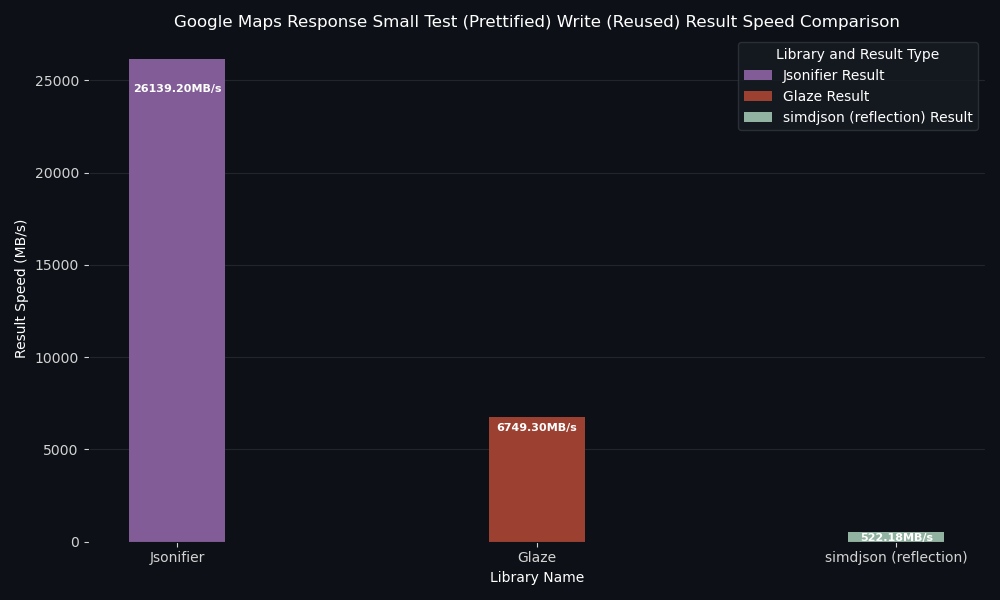 Google Maps Response Small Test (Prettified) Write (Reused) Result Speed Comparison
Library and Result Type
Jsonifier Result
Glaze Result
simdjson (reflection) Result
Result Speed (MB/s)
25000
20000
15000
10000
5000
0
26139.20MB/s
6749.30MB/s
522.18MB/s
Jsonifier
Glaze
simdjson (reflection)
Library Name